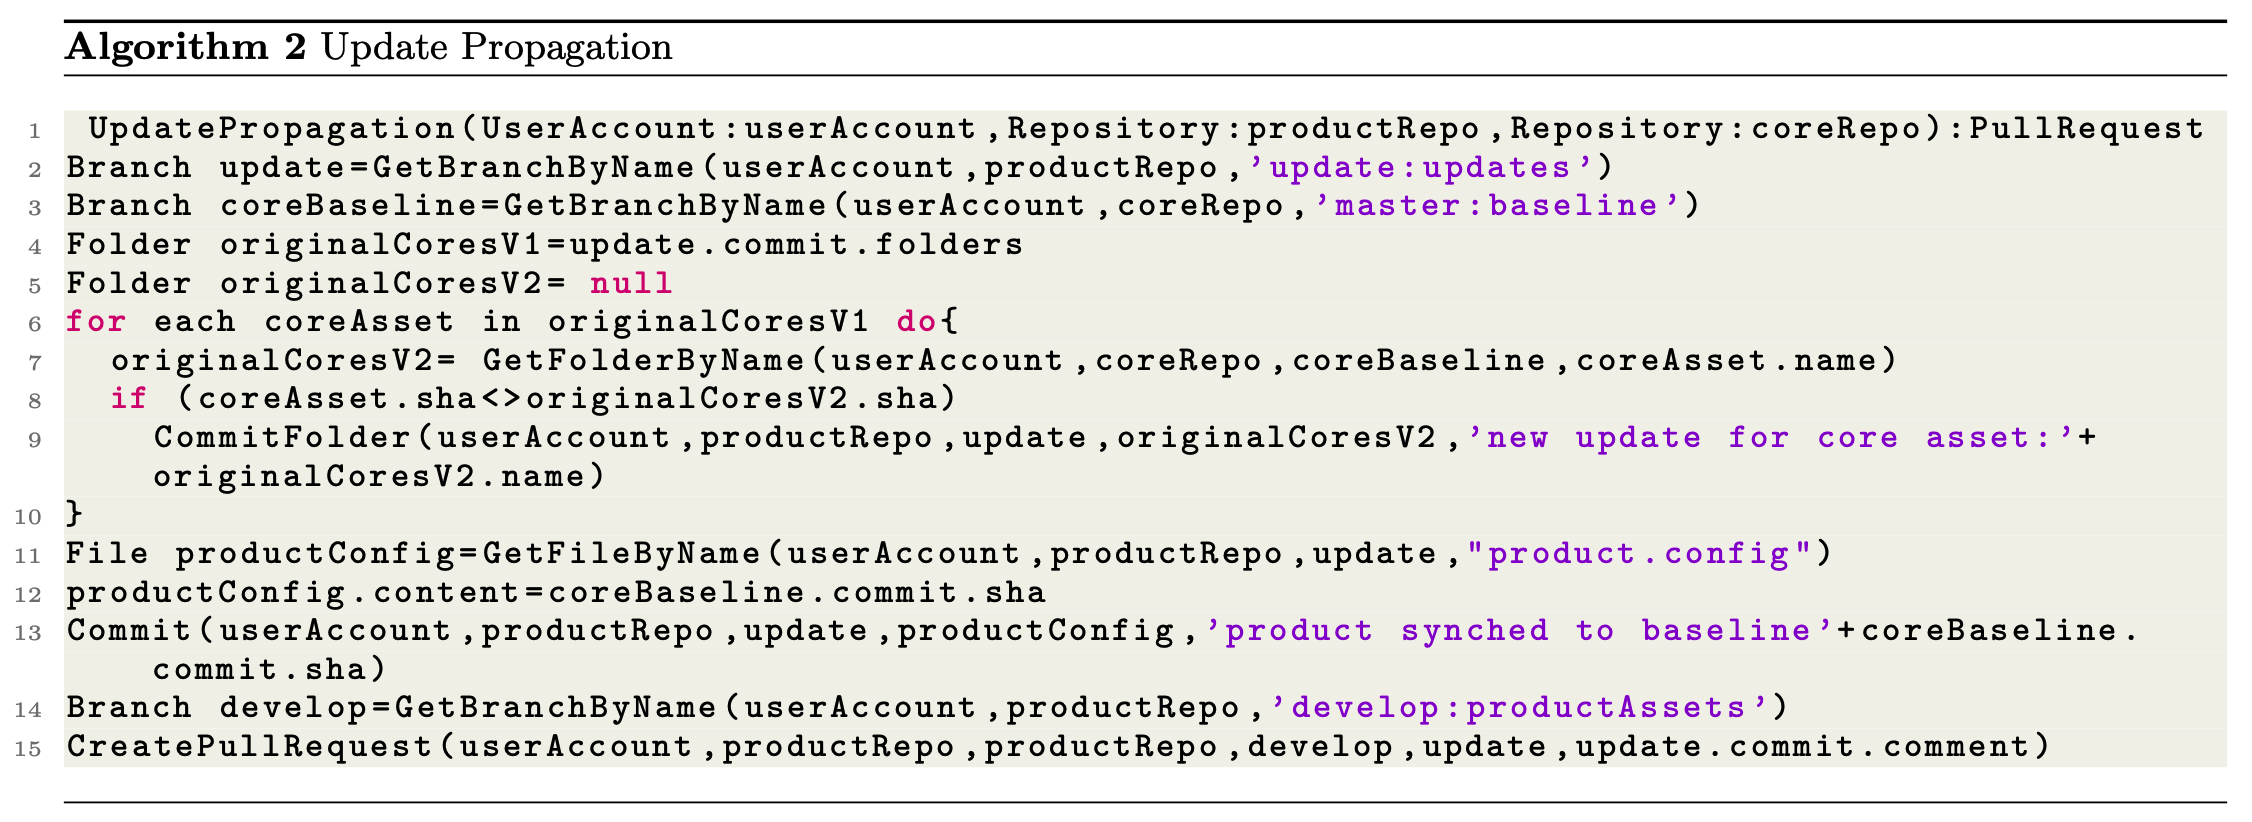 Algorithm 2 Update Propagation
1 UpdatePropagation(UserAccount:userAccount,Repository:productRepo,Repository:coreRepo):PullRequest
2 Branch update=GetBranchByName(userAccount,productRepo,'update:updates')
3 Branch coreBaseline=GetBranchByName(userAccount,coreRepo,'master:baseline')
4 Folder originalCoresV1=update.commit.folders
5 Folder originalCoresV2= null
6 for each coreAsset in originalCoresV1 do{
7 originalCoresV2= GetFolderByName(userAccount,coreRepo,coreBaseline,coreAsset.name)
8 if (coreAsset.sha<>originalCoresV2.sha)
9 CommitFolder(userAccount,productRepo,update,originalCoresV2,'new update for core asset:'+
originalCoresV2.name)
10 }
11 File productConfig=GetFileByName(userAccount,productRepo,update,"product.config")
12 productConfig.content=coreBaseline.commit.sha
13 Commit(userAccount,productRepo,update,productConfig,'product synched to baseline'+coreBaseline.
commit.sha)
14 Branch develop=GetBranchByName(userAccount,productRepo,'develop:productAssets')
15 CreatePullRequest(userAccount,productRepo,productRepo,develop,update,update.commit.comment)